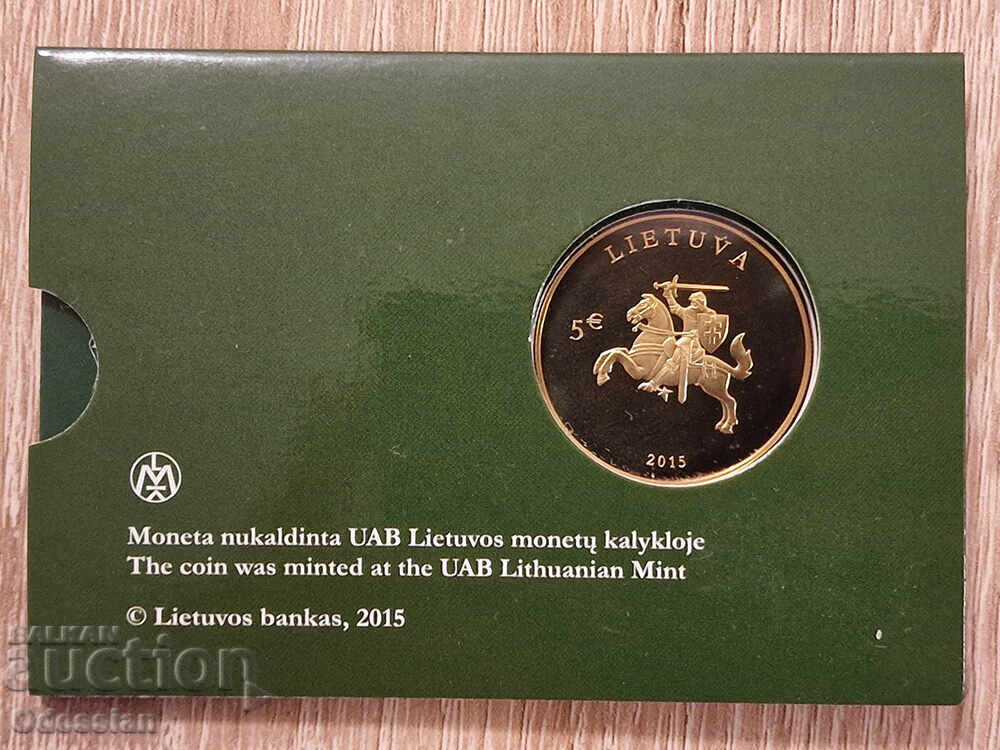 LIETUVA
5€
2015
LMK
Moneta nukaldinta UAB Lietuvos monetų kalykloje
The coin was minted at the UAB Lithuanian Mint
© Lietuvos bankas, 2015
BALKAN
auction
Odessian